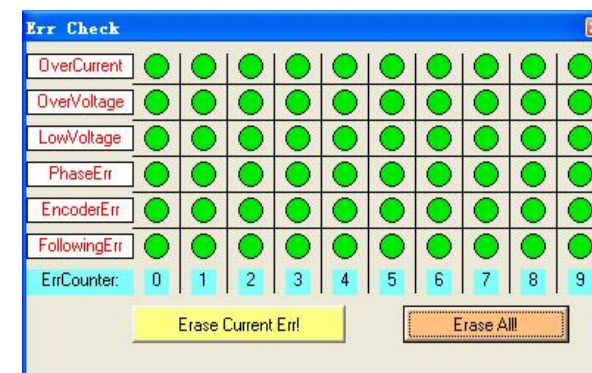 Err Check
OverCurrent
OverVoltage
LowVoltage
PhaseErr
EncoderErr
FollowingErr
ErrCounter: 0 1 2 3 4 5 6 7 8 9
Erase Current Err! Erase All!